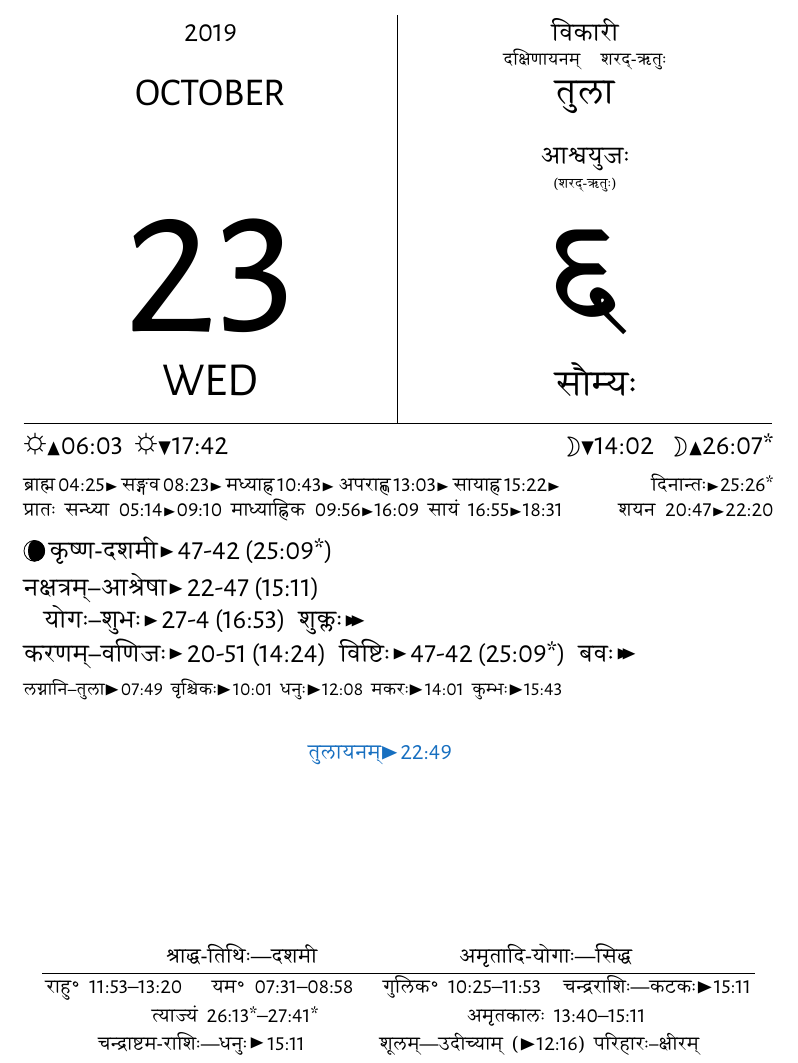 2019
OCTOBER
23
WED
विकारी
दक्षिणायनम् शरद्-ऋतुः
तुला
आश्वयुजः
(शरद्-ऋतुः)
६
सौम्यः
☼▲06:03 ☼▼17:42 ☽▼14:02 ☽▲26:07*
ब्राह्म 04:25► सङ्गव 08:23► मध्याह्न 10:43► अपराह्ण 13:03► सायाह्न 15:22► दिनान्तः►25:26*
प्रातः सन्ध्या 05:14►09:10 माध्याह्निक 09:56►16:09 सायं 16:55►18:31 शयन 20:47►22:20
कृष्ण-दशमी► 47-42 (25:09*)
नक्षत्रम्–आश्रेषा► 22-47 (15:11)
योगः–शुभः► 27-4 (16:53) शुक्लः►►
करणम्–वणिजः► 20-51 (14:24) विष्टिः► 47-42 (25:09*) बवः►►
लग्नानि–तुला►07:49 वृश्चिकः►10:01 धनुः►12:08 मकरः►14:01 कुम्भः►15:43
तुलायनम्►22:49
श्राद्ध-तिथिः—दशमी अमृतादि-योगाः—सिद्ध
राहु॰ 11:53–13:20 यम॰ 07:31–08:58 गुलिक॰ 10:25–11:53 चन्द्रराशिः—कटकः►15:11
त्याज्यं 26:13*–27:41* अमृतकालः 13:40–15:11
चन्द्राष्टम-राशिः—धनुः►15:11 शूलम्—उदीच्याम् (►12:16) परिहारः–क्षीरम्